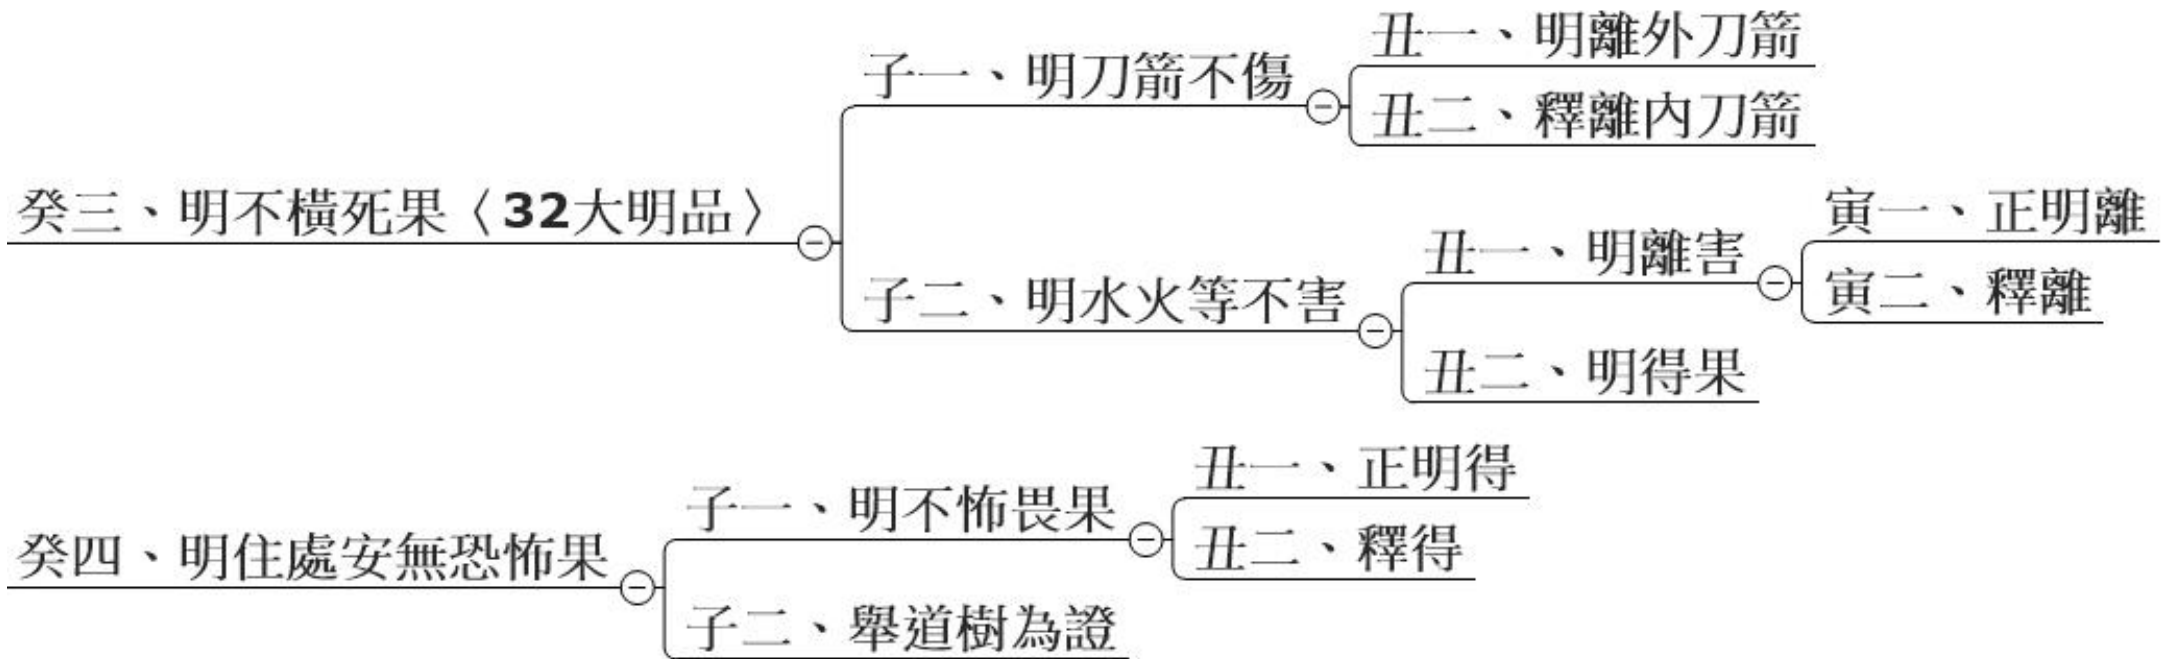 癸三、明不橫死果〈32大明品〉
子一、明刀箭不傷
丑一、明離外刀箭
丑二、釋離內刀箭
子二、明水火等不害
丑一、明離害
寅一、正明離
寅二、釋離
丑二、明得果
癸四、明住處安無恐怖果
子一、明不怖畏果
丑一、正明得
丑二、釋得
子二、舉道樹為證